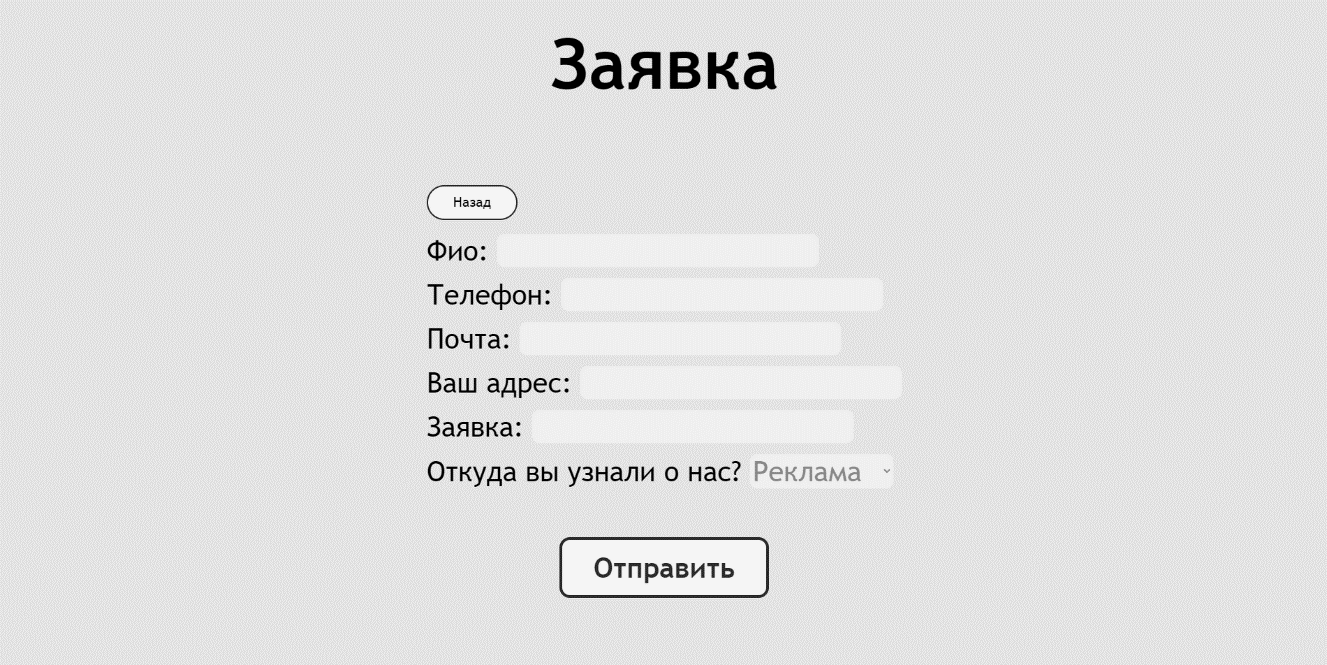 Заявка
Назад
Фио:
Телефон:
Почта:
Ваш адрес:
Заявка:
Откуда вы узнали о нас? Реклама
Отправить